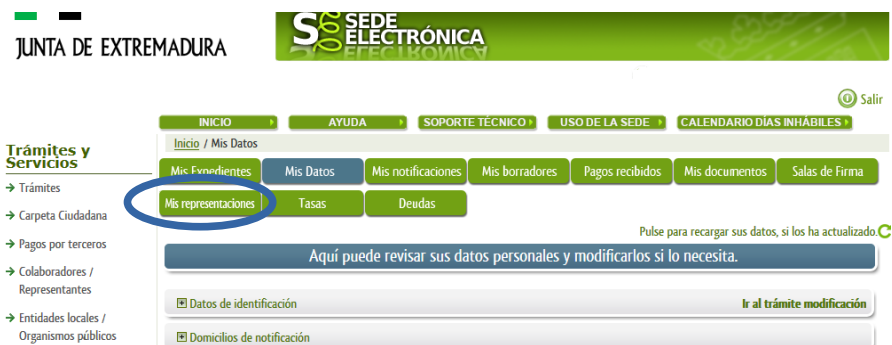 JUNTA DE EXTREMADURA
SEDE
ELECTRÓNICA
Salir
INICIO
AYUDA
SOPORTE TÉCNICO
USO DE LA SEDE
CALENDARIO DÍAS INHÁBILES
Inicio / Mis Datos
Trámites y
Servicios
Trámites
Carpeta Ciudadana
Pagos por terceros
Colaboradores /
Representantes
Entidades locales /
Organismos públicos
Mis Expedientes
Mis Datos
Mis notificaciones
Mis borradores
Pagos recibidos
Mis documentos
Salas de Firma
Mis representaciones
Tasas
Deudas
Pulse para recargar sus datos, si los ha actualizado.
Aquí puede revisar sus datos personales y modificarlos si lo necesita.
Datos de identificación
Ir al trámite modificación
Domicilios de notificación